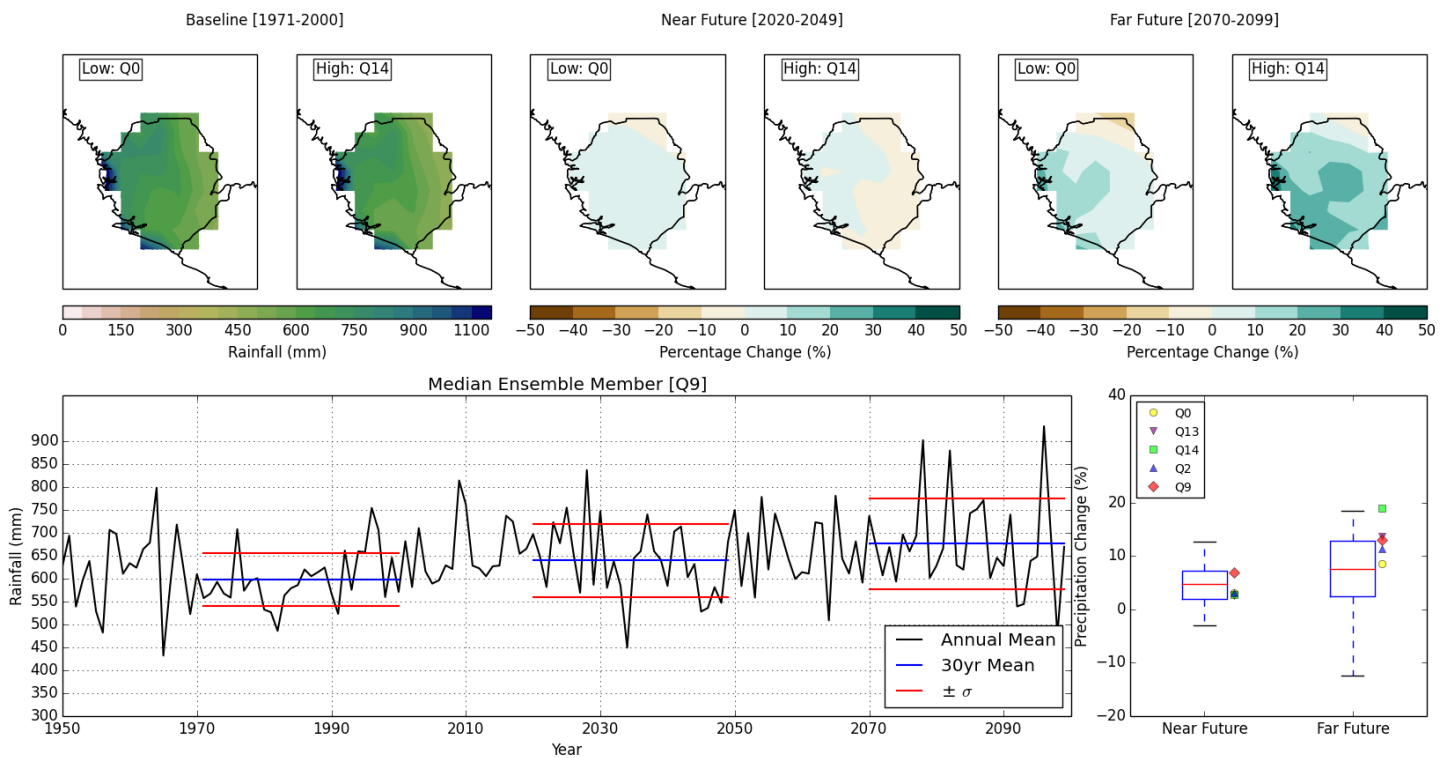 Baseline [1971-2000]
Near Future [2020-2049]
Far Future [2070-2099]
Low: Q0
High: Q14
Low: Q0
High: Q14
Low: Q0
High: Q14
0 150 300 450 600 750 900 1100
Rainfall (mm)
−50 −40 −30 −20 −10 0 10 20 30 40 50
Percentage Change (%)
−50 −40 −30 −20 −10 0 10 20 30 40 50
Percentage Change (%)
Median Ensemble Member [Q9]
Rainfall (mm)
900
850
800
750
700
650
600
550
500
450
400
350
300
1950 1970 1990 2010 2030 2050 2070 2090
Year
Annual Mean
30yr Mean
± σ
Precipitation Change (%)
40
20
10
0
−10
−20
Q0
Q13
Q14
Q2
Q9
Near Future
Far Future